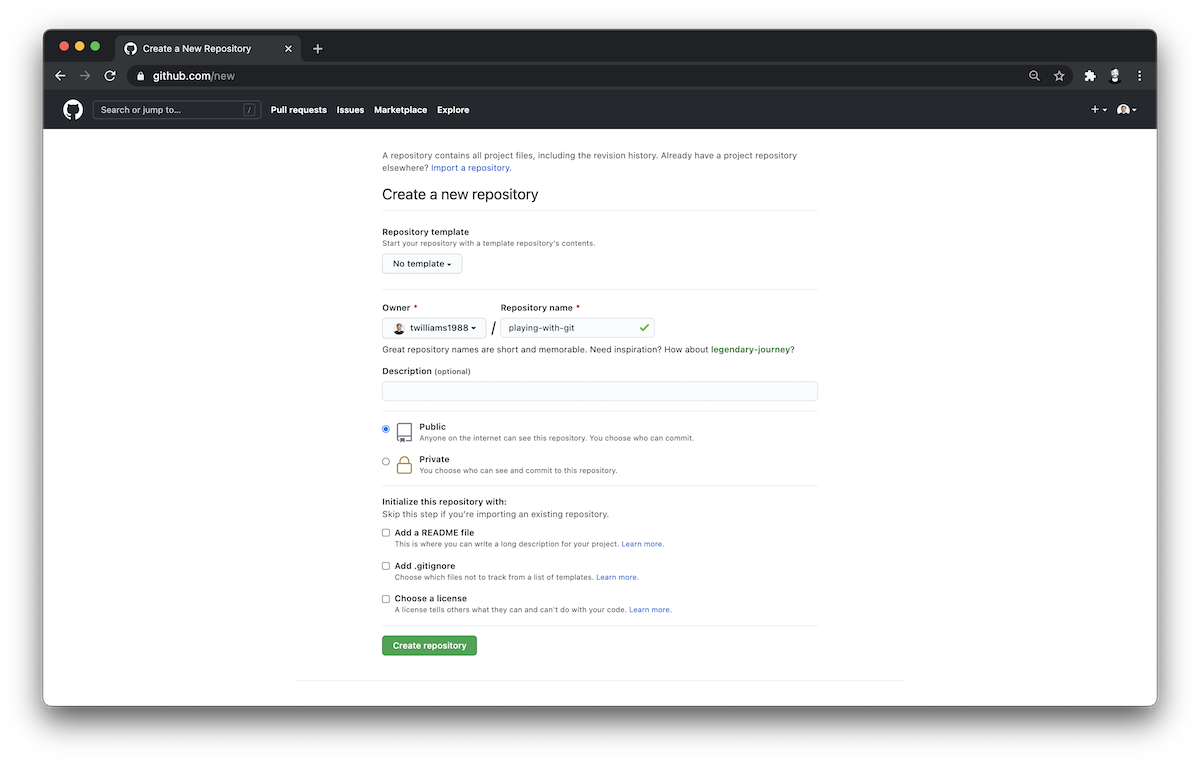 Create a New Repository
github.com/new
Search or jump to... /
Pull requests Issues Marketplace Explore
A repository contains all project files, including the revision history. Already have a project repository
elsewhere? Import a repository.
Create a new repository
Repository template
Start your repository with a template repository's contents.
No template
Owner * Repository name *
twilliams1988 / playing-with-git
Great repository names are short and memorable. Need inspiration? How about legendary-journey?
Description (optional)
Public
Anyone on the internet can see this repository. You choose who can commit.
Private
You choose who can see and commit to this repository.
Initialize this repository with:
Skip this step if you're importing an existing repository.
Add a README file
This is where you can write a long description for your project. Learn more.
Add .gitignore
Choose which files not to track from a list of templates. Learn more.
Choose a license
A license tells others what they can and can't do with your code. Learn more.
Create repository